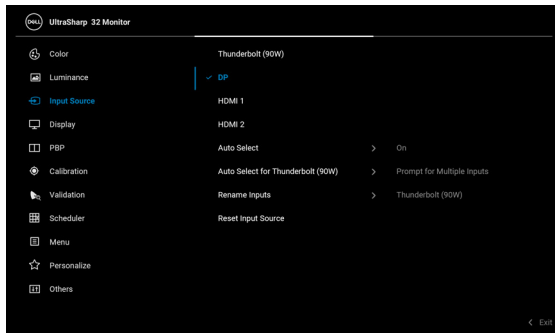 DELL UltraSharp 32 Monitor
Color
Thunderbolt (90W)
Luminance
DP
Input Source
HDMI 1
Display
HDMI 2
PBP
Auto Select
On
Calibration
Auto Select for Thunderbolt (90W)
Prompt for Multiple Inputs
Validation
Rename Inputs
Thunderbolt (90W)
Scheduler
Reset Input Source
Menu
Personalize
Others
Exit